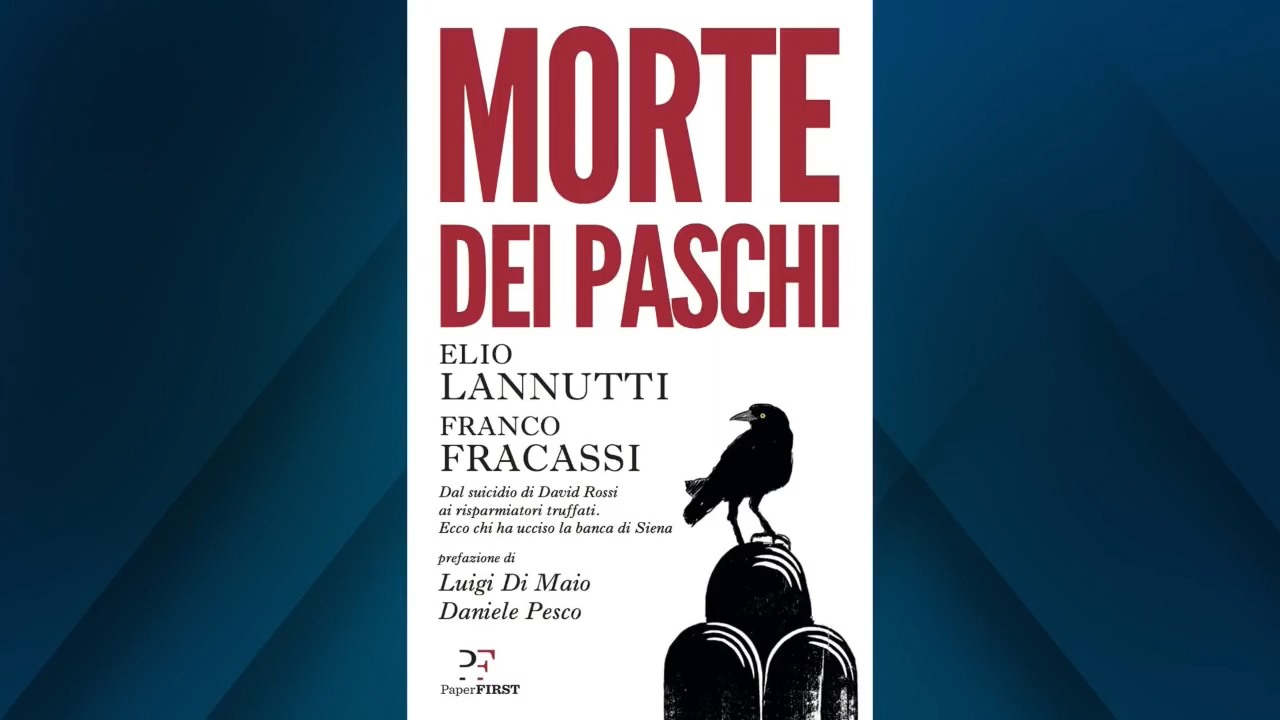 MORTE
DEI PASCHI
ELIO
LANNUTTI
FRANCO
FRACASSI
Dal suicidio di David Rossi
ai risparmiatori truffati.
Ecco chi ha ucciso la banca di Siena
prefazione di
Luigi Di Maio
Daniele Pesco
PF
PaperFIRST